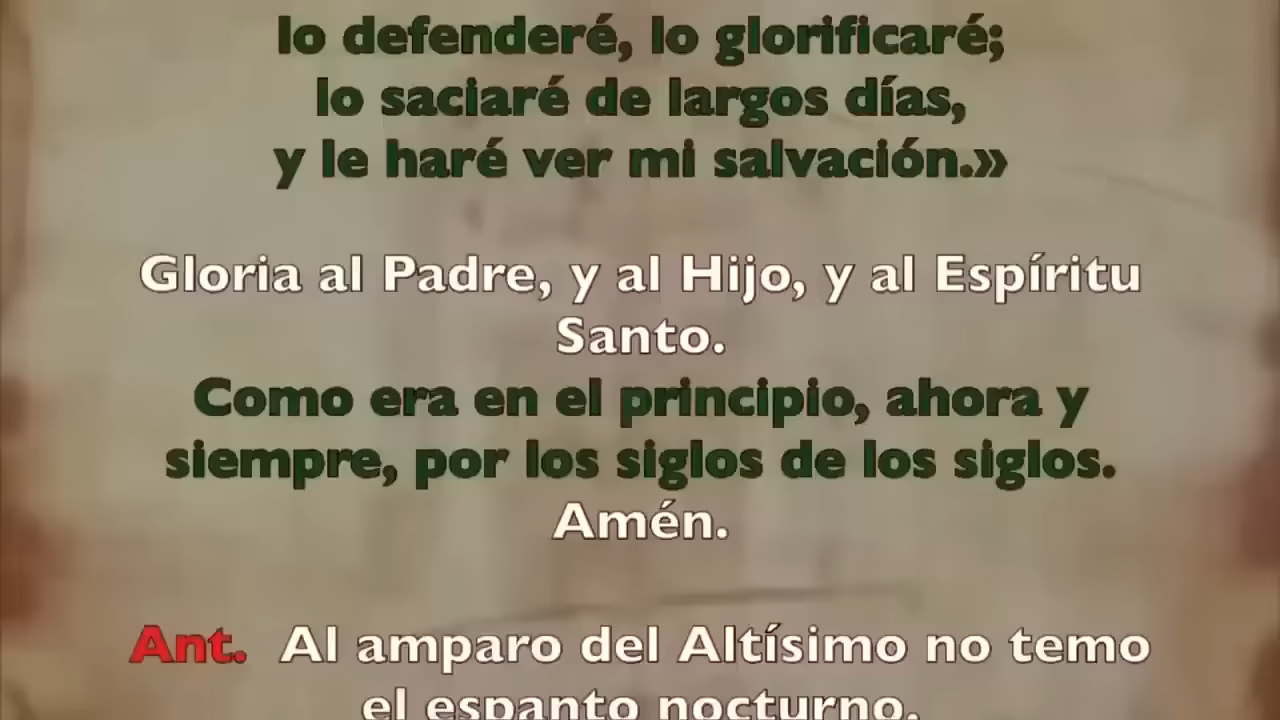 lo defenderé, lo glorificaré;
lo saciaré de largos días,
y le haré ver mi salvación.»
Gloria al Padre, y al Hijo, y al Espíritu
Santo.
Como era en el principio, ahora y
siempre, por los siglos de los siglos.
Amén.
Ant. Al amparo del Altísimo no temo
el espanto nocturno.